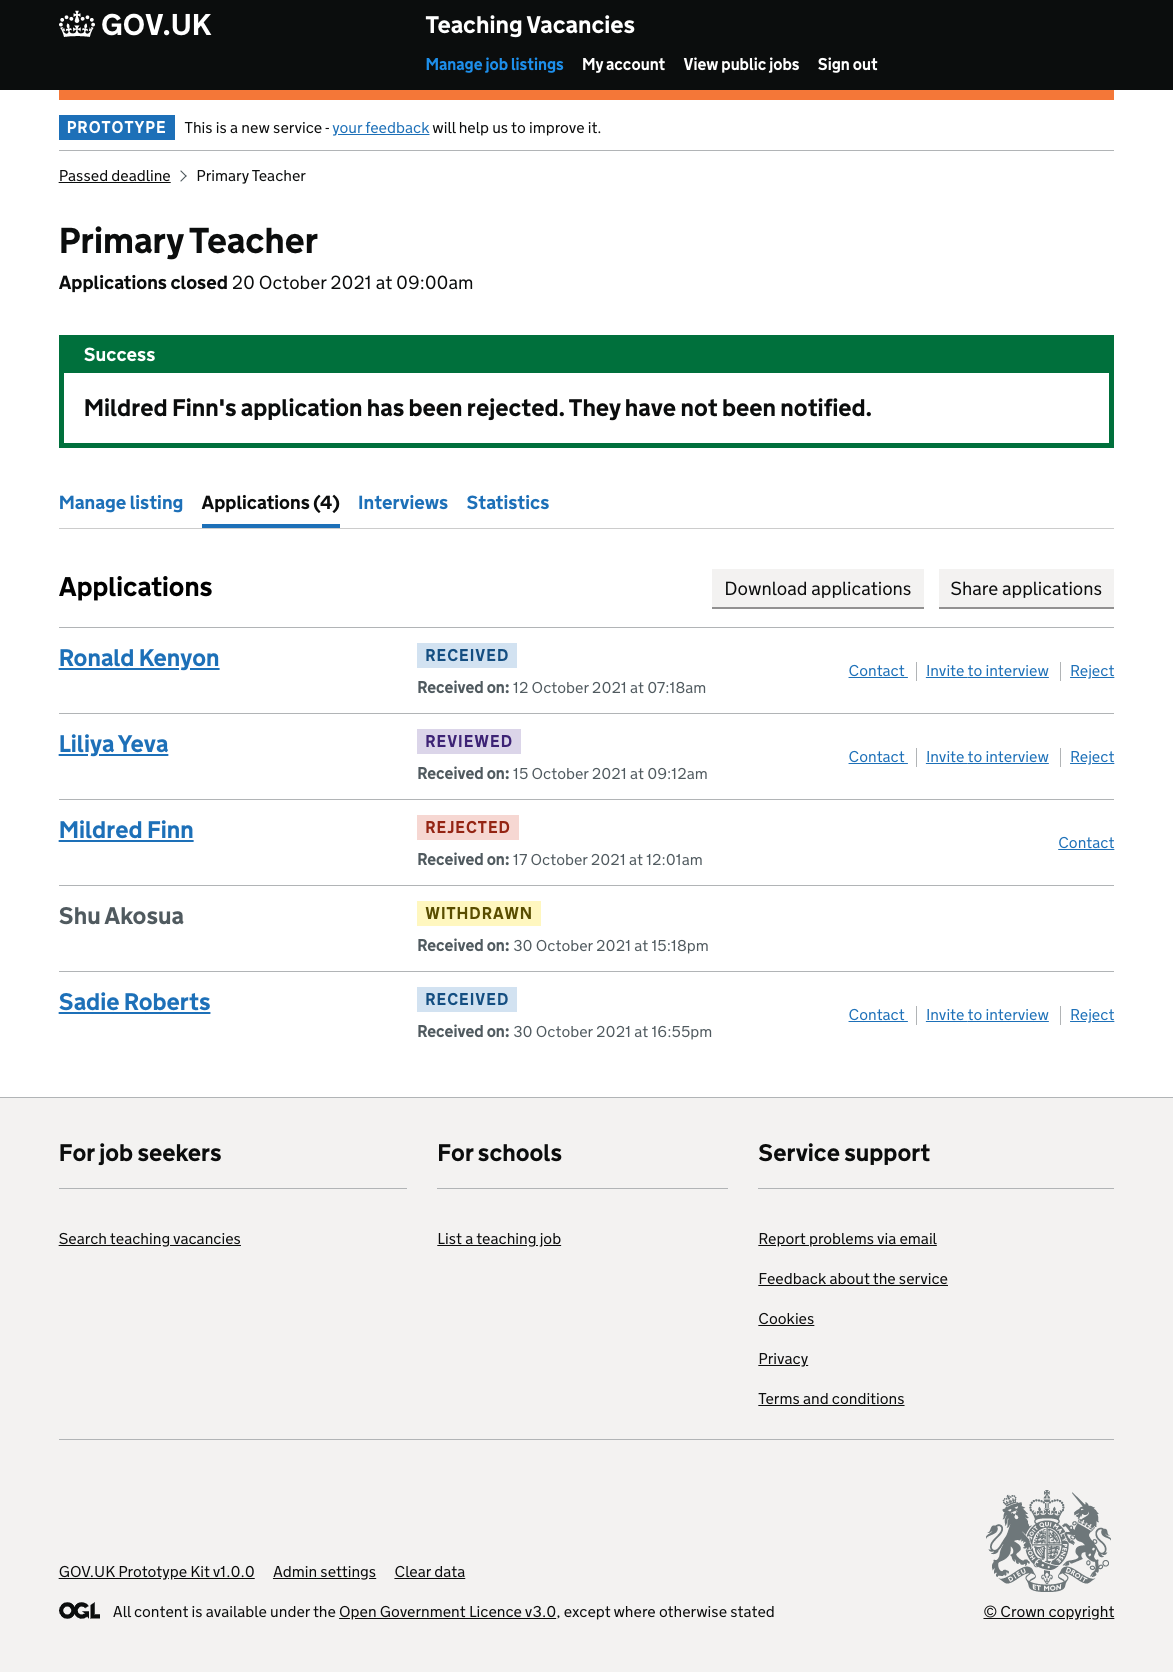 GOV.UK
Teaching Vacancies
Manage job listings My account View public jobs Sign out
PROTOTYPE This is a new service - your feedback will help us to improve it.
Passed deadline Primary Teacher
Primary Teacher
Applications closed 20 October 2021 at 09:00am
Success
Mildred Finn's application has been rejected. They have not been notified.
Manage listing Applications (4) Interviews Statistics
Applications
Download applications Share applications
Ronald Kenyon
RECEIVED
Received on: 12 October 2021 at 07:18am
Contact Invite to interview Reject
Liliya Yeva
REVIEWED
Received on: 15 October 2021 at 09:12am
Contact Invite to interview Reject
Mildred Finn
REJECTED
Received on: 17 October 2021 at 12:01am
Contact
Shu Akosua
WITHDRAWN
Received on: 30 October 2021 at 15:18pm
Sadie Roberts
RECEIVED
Received on: 30 October 2021 at 16:55pm
Contact Invite to interview Reject
For job seekers
Search teaching vacancies
For schools
List a teaching job
Service support
Report problems via email
Feedback about the service
Cookies
Privacy
Terms and conditions
GOV.UK Prototype Kit v1.0.0 Admin settings Clear data
OGL All content is available under the Open Government Licence v3.0, except where otherwise stated
DIEU ET MON DROIT
© Crown copyright